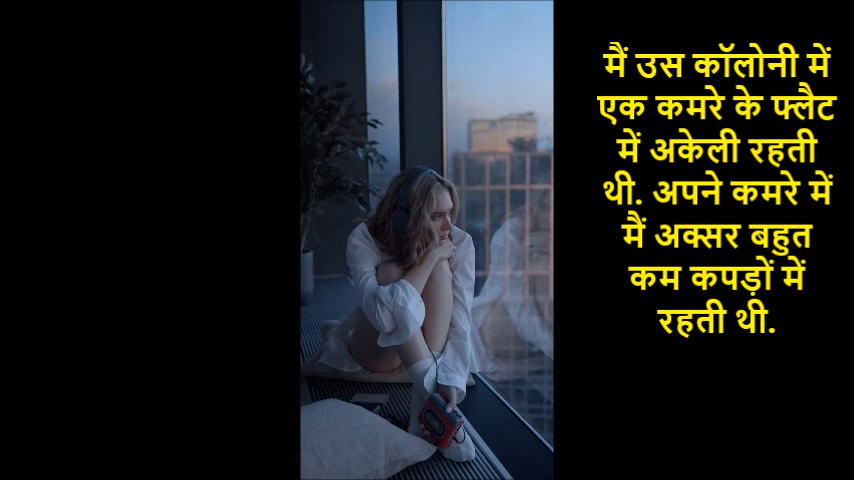 मैं उस कॉलोनी में
एक कमरे के फ्लैट
में अकेली रहती
थी. अपने कमरे में
मैं अक्सर बहुत
कम कपड़ों में
रहती थी.